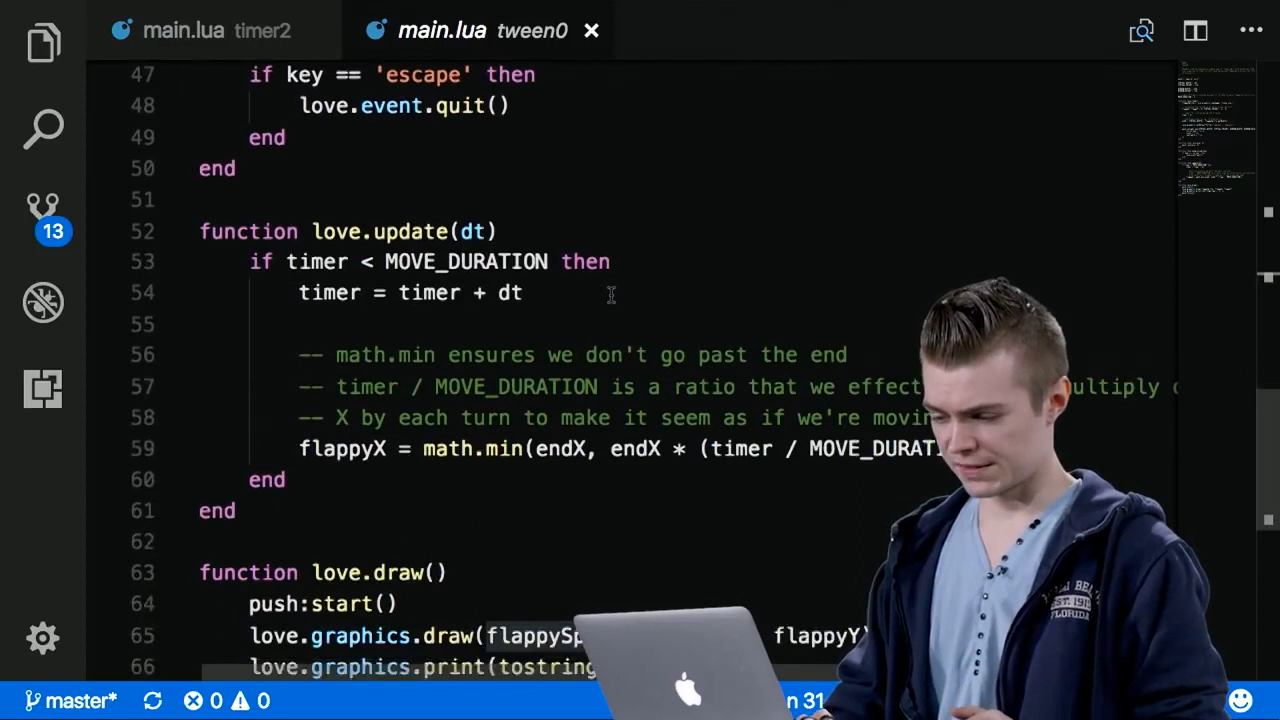 main.lua timer2
main.lua tween0
47 if key == 'escape' then
48 love.event.quit()
49 end
50 end
51
52 function love.update(dt)
53 if timer < MOVE_DURATION then
54 timer = timer + dt
55
56 -- math.min ensures we don't go past the end
57 -- timer / MOVE_DURATION is a ratio that we effect
58 -- X by each turn to make it seem as if we're
59 flappyX = math.min(endX, endX * (timer /
60 end
61 end
62
63 function love.draw()
64 push:start()
65 love.graphics.draw( flappyY)
66 love.graphics.print(tostring
13
master* 0 0 31
EST. 191
FLORIDA